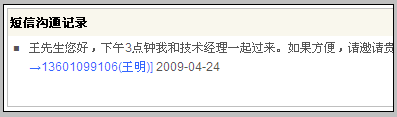 短信沟通记录
王先生您好，下午3点钟我和技术经理一起过来。如果方便，请邀请贵
→13601099106(王明)] 2009-04-24